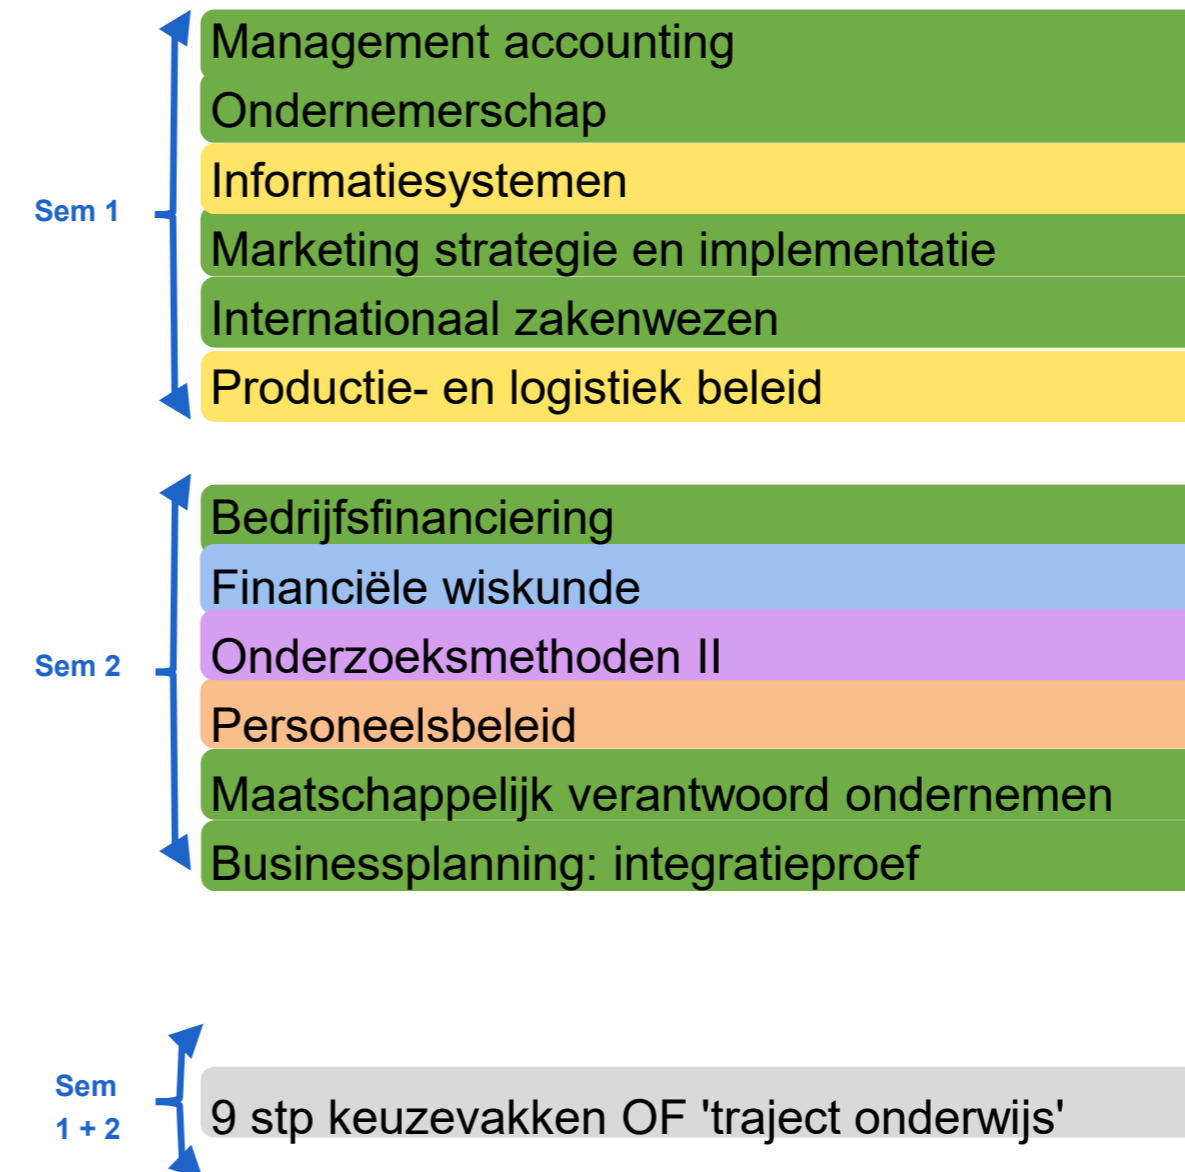 Management accounting
Ondernemerschap
Informatiesystemen
Sem 1
Marketing strategie en implementatie
Internationaal zakenwezen
Productie- en logistiek beleid
Bedrijfsfinanciering
Financiële wiskunde
Onderzoeksmethoden II
Sem 2
Personeelsbeleid
Maatschappelijk verantwoord ondernemen
Businessplanning: integratieproef
Sem
1 + 2
9 stp keuzevakken OF 'traject onderwijs'